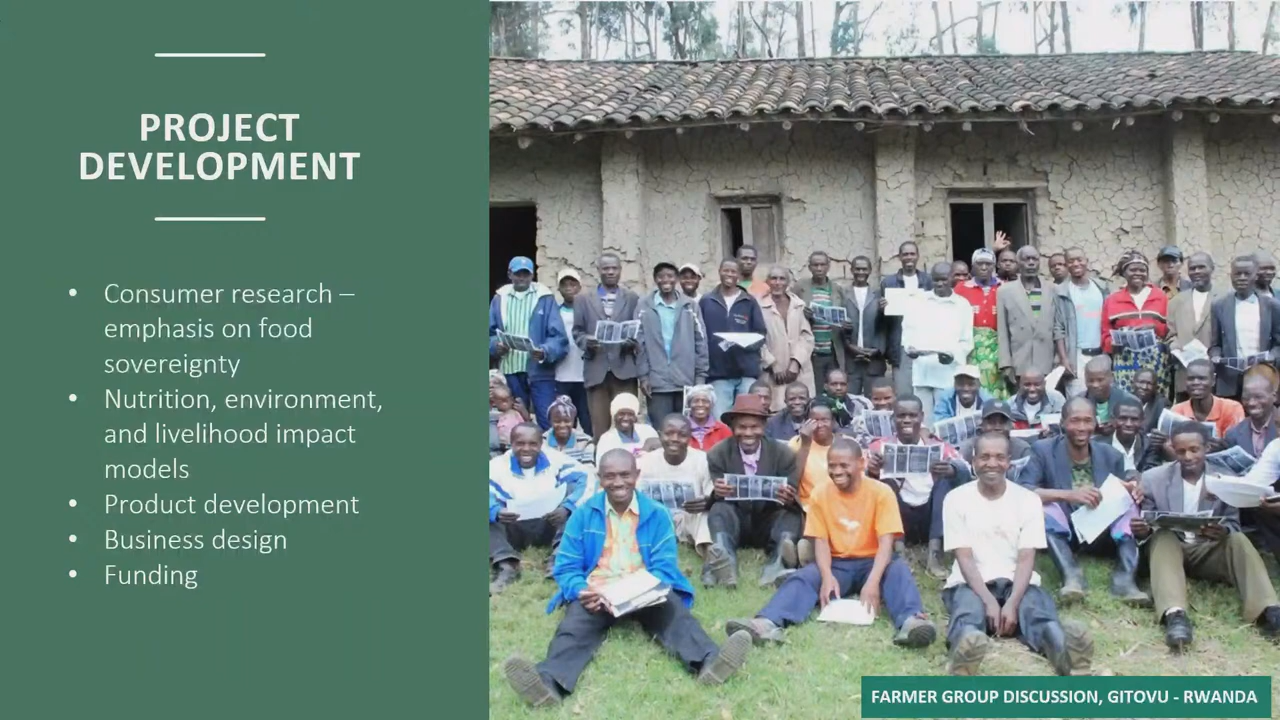 PROJECT
DEVELOPMENT
• Consumer research –
emphasis on food
sovereignty
• Nutrition, environment,
and livelihood impact
models
• Product development
• Business design
• Funding
FARMER GROUP DISCUSSION, GITOVU - RWANDA